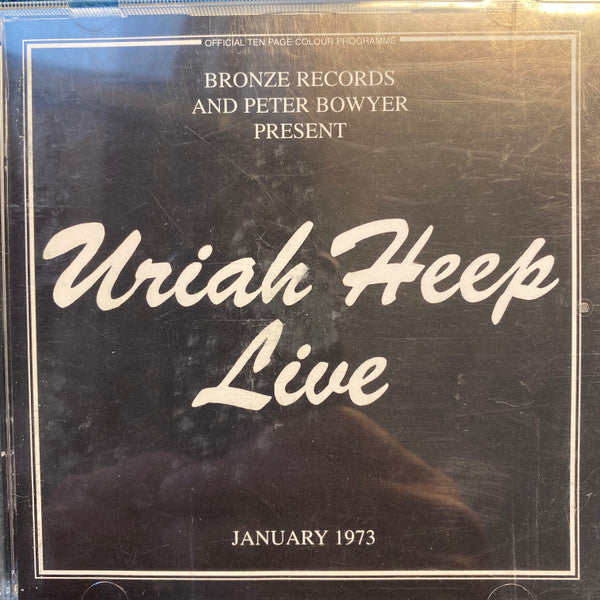 OFFICIAL TEN PAGE COLOUR PROGRAMME
BRONZE RECORDS
AND PETER BOWYER
PRESENT
Uriah Heep
Live
JANUARY 1973